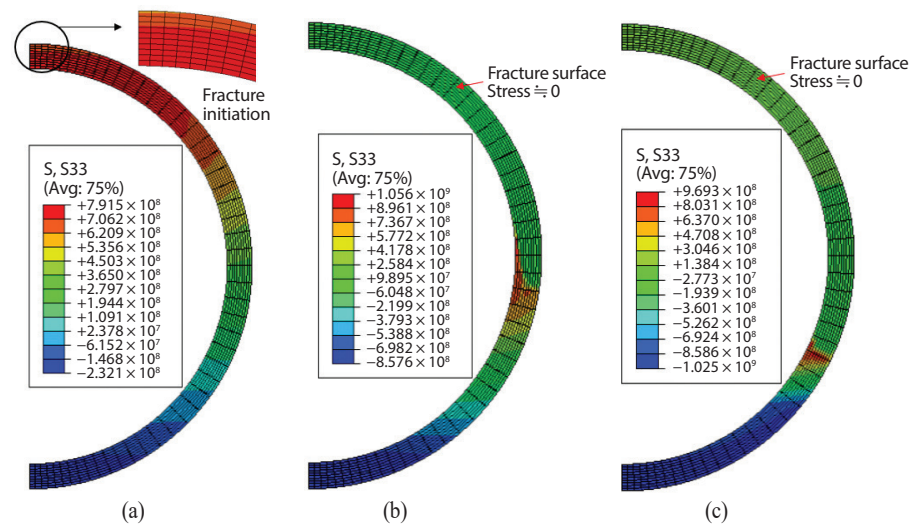 Fracture
initiation
S, S33
(Avg: 75%)
+7.915 × 10⁸
+7.062 × 10⁸
+6.209 × 10⁸
+5.356 × 10⁸
+4.503 × 10⁸
+3.650 × 10⁸
+2.797 × 10⁸
+1.944 × 10⁸
+1.091 × 10⁸
+2.378 × 10⁷
−6.152 × 10⁷
−1.468 × 10⁸
−2.321 × 10⁸
(a)
Fracture surface
Stress ≒ 0
S, S33
(Avg: 75%)
+1.056 × 10⁹
+8.961 × 10⁸
+7.367 × 10⁸
+5.772 × 10⁸
+4.178 × 10⁸
+2.584 × 10⁸
+9.895 × 10⁷
−6.048 × 10⁷
−2.199 × 10⁸
−3.793 × 10⁸
−5.388 × 10⁸
−6.982 × 10⁸
−8.576 × 10⁸
(b)
Fracture surface
Stress ≒ 0
S, S33
(Avg: 75%)
+9.693 × 10⁸
+8.031 × 10⁸
+6.370 × 10⁸
+4.708 × 10⁸
+3.046 × 10⁸
+1.384 × 10⁸
−2.773 × 10⁷
−1.939 × 10⁸
−3.601 × 10⁸
−5.262 × 10⁸
−6.924 × 10⁸
−8.586 × 10⁸
−1.025 × 10⁹
(c)